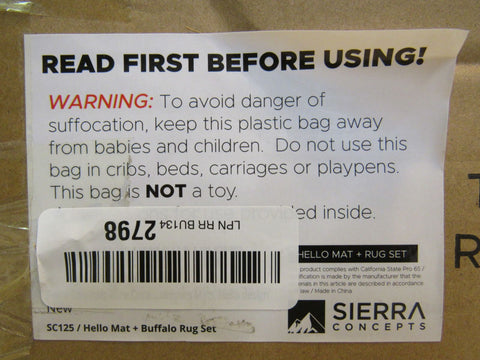 READ FIRST BEFORE USING!
WARNING: To avoid danger of
suffocation, keep this plastic bag away
from babies and children. Do not use this
bag in cribs, beds, carriages or playpens.
This bag is NOT a toy.
provided inside.
LPN RR BU134
2798
HELLO MAT + RUG SET
product complies with California State Pro 65 /
ification is made by the manufacturer that the
erials in this article are described in accordance
law / Made in China
New
SIERRA
CONCEPTS
SC125 / Hello Mat + Buffalo Rug Set
R